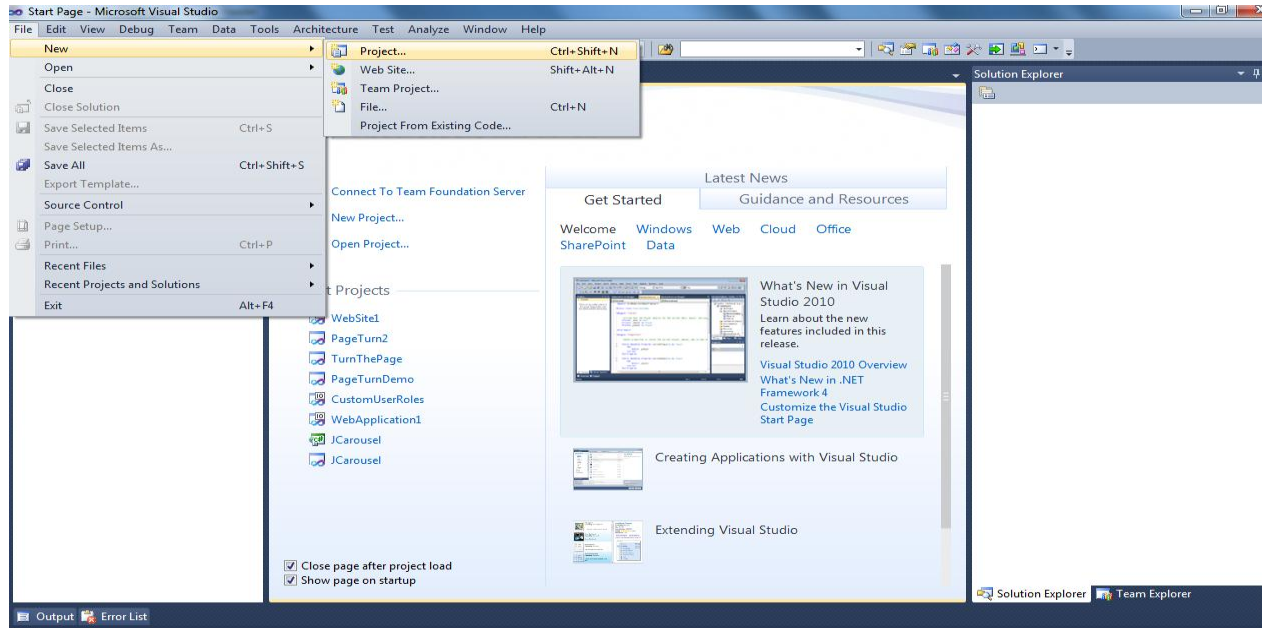 Start Page - Microsoft Visual Studio
File Edit View Debug Team Data Tools Architecture Test Analyze Window Help
New
Open
Close
Close Solution
Save Selected Items Ctrl+S
Save Selected Items As...
Save All Ctrl+Shift+S
Export Template...
Source Control
Page Setup...
Print... Ctrl+P
Recent Files
Recent Projects and Solutions
Exit Alt+F4
Project... Ctrl+Shift+N
Web Site... Shift+Alt+N
Team Project...
File... Ctrl+N
Project From Existing Code...
Connect To Team Foundation Server
New Project...
Open Project...
t Projects
WebSite1
PageTurn2
TurnThePage
PageTurnDemo
CustomUserRoles
WebApplication1
JCarousel
JCarousel
Close page after project load
Show page on startup
Latest News
Get Started Guidance and Resources
Welcome Windows Web Cloud Office
SharePoint Data
What's New in Visual
Studio 2010
Learn about the new
features included in this
release.
Visual Studio 2010 Overview
What's New in .NET
Framework 4
Customize the Visual Studio
Start Page
Creating Applications with Visual Studio
Extending Visual Studio
Solution Explorer
Solution Explorer Team Explorer
Output Error List